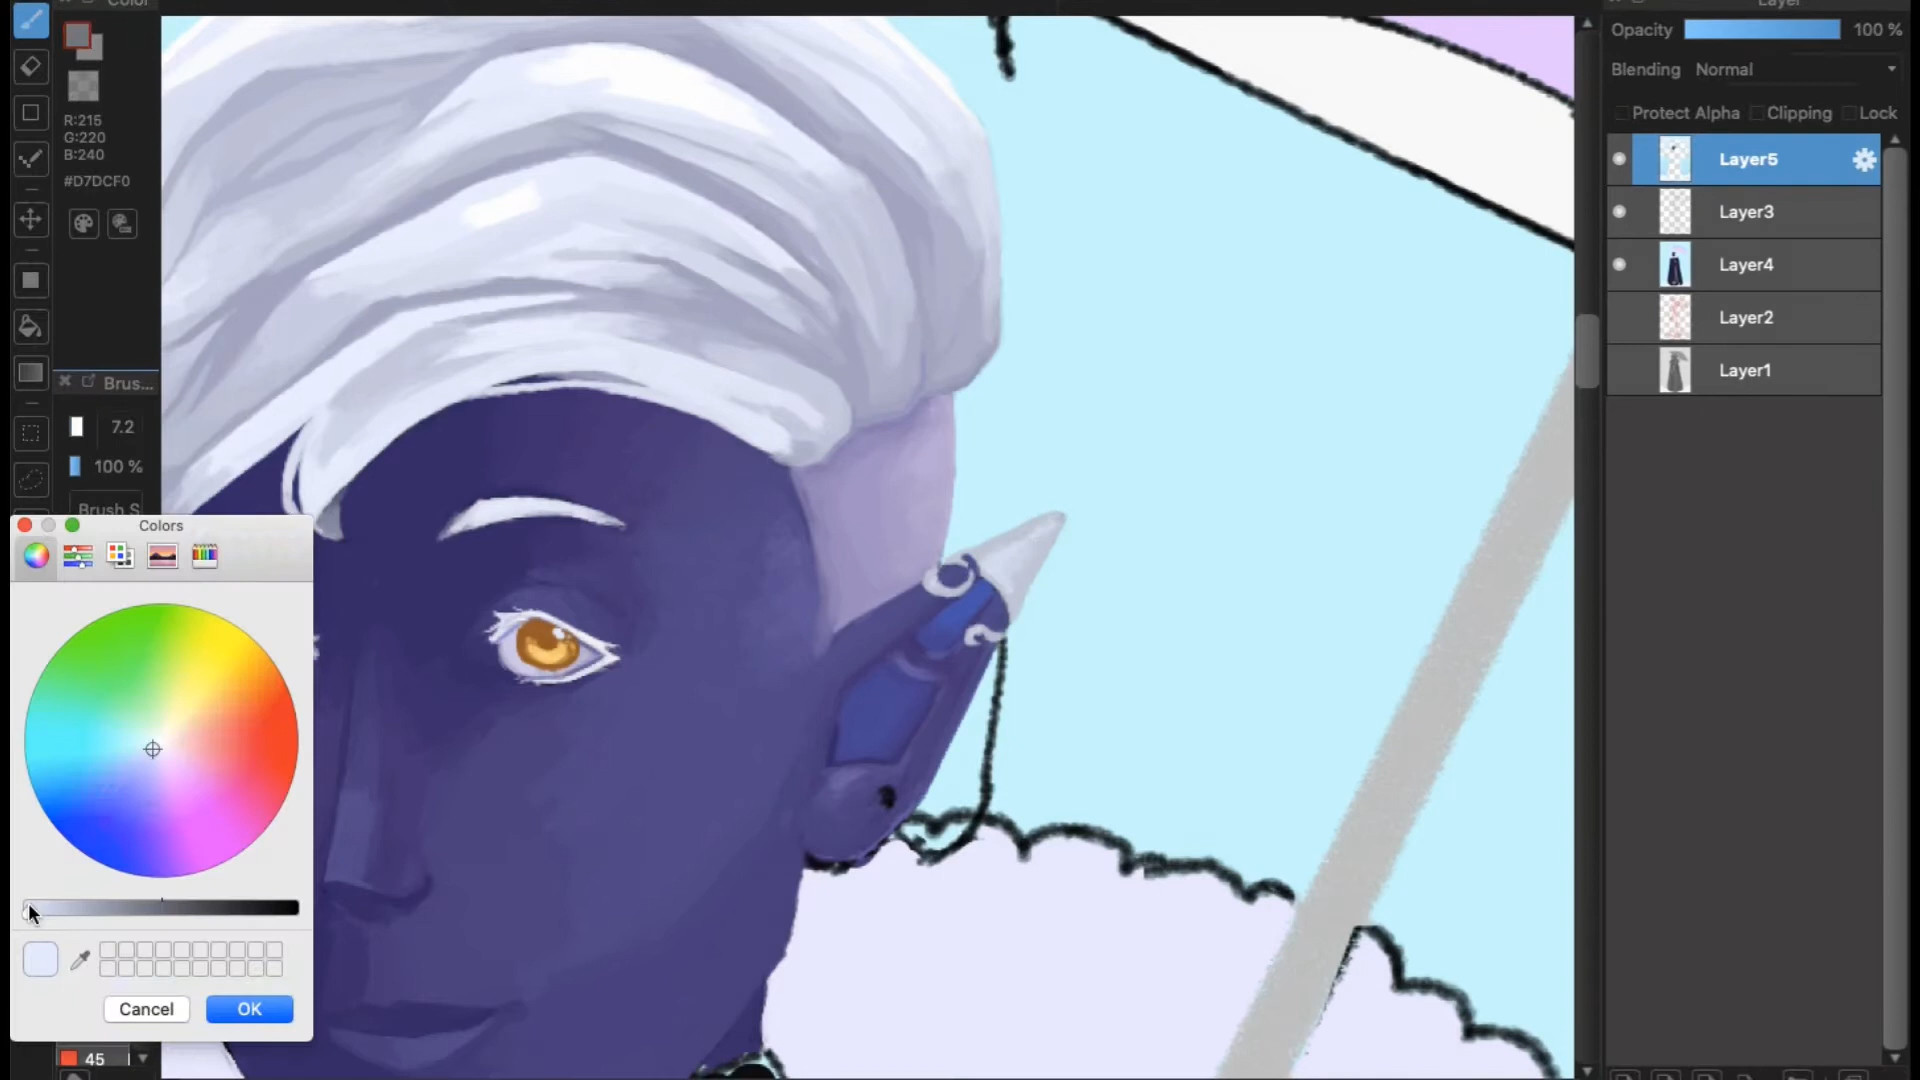 Color
R:215
G:220
B:240
#D7DCF0
Brus...
7.2
100 %
Brush S
Colors
Cancel
OK
45
Layer
Opacity
100 %
Blending Normal
Protect Alpha Clipping Lock
Layer5
Layer3
Layer4
Layer2
Layer1